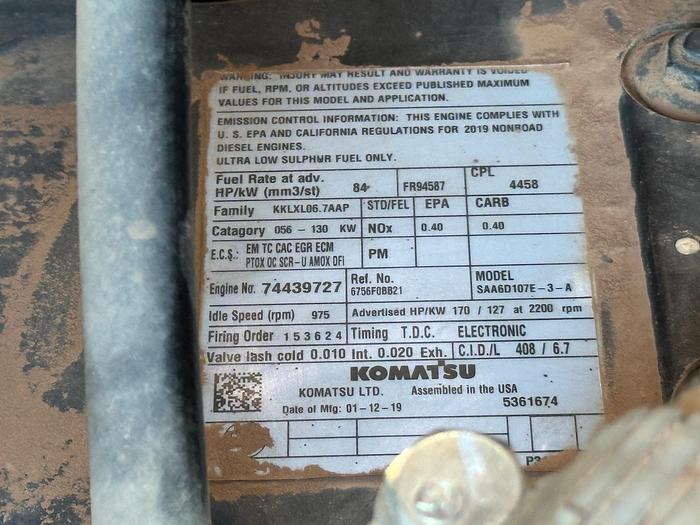 WARNING: INJURY MAY RESULT AND WARRANTY IS VOIDED
IF FUEL, RPM, OR ALTITUDES EXCEED PUBLISHED MAXIMUM
VALUES FOR THIS MODEL AND APPLICATION.
EMISSION CONTROL INFORMATION: THIS ENGINE COMPLIES WITH
U. S. EPA AND CALIFORNIA REGULATIONS FOR 2019 NONROAD
DIESEL ENGINES.
ULTRA LOW SULPHUR FUEL ONLY.
Fuel Rate at adv.
HP/kW (mm3/st) 84 FR94587 CPL 4458
Family KKLXL06.7AAP STD/FEL EPA CARB
Catagory 056 - 130 KW NOx 0.40 0.40
E.C.S.: EM TC CAC EGR ECM
PTOX OC SCR-U AMOX DFI PM
Engine No. 74439727 Ref. No. 6756F0BB21 MODEL SAA6D107E-3-A
Idle Speed (rpm) 975 Advertised HP/KW 170 / 127 at 2200 rpm
Firing Order 1 5 3 6 2 4 Timing T.D.C. ELECTRONIC
Valve lash cold 0.010 Int. 0.020 Exh. C.I.D./L 408 / 6.7
KOMATSU
KOMATSU LTD. Assembled in the USA
Date of Mfg: 01-12-19 5361674